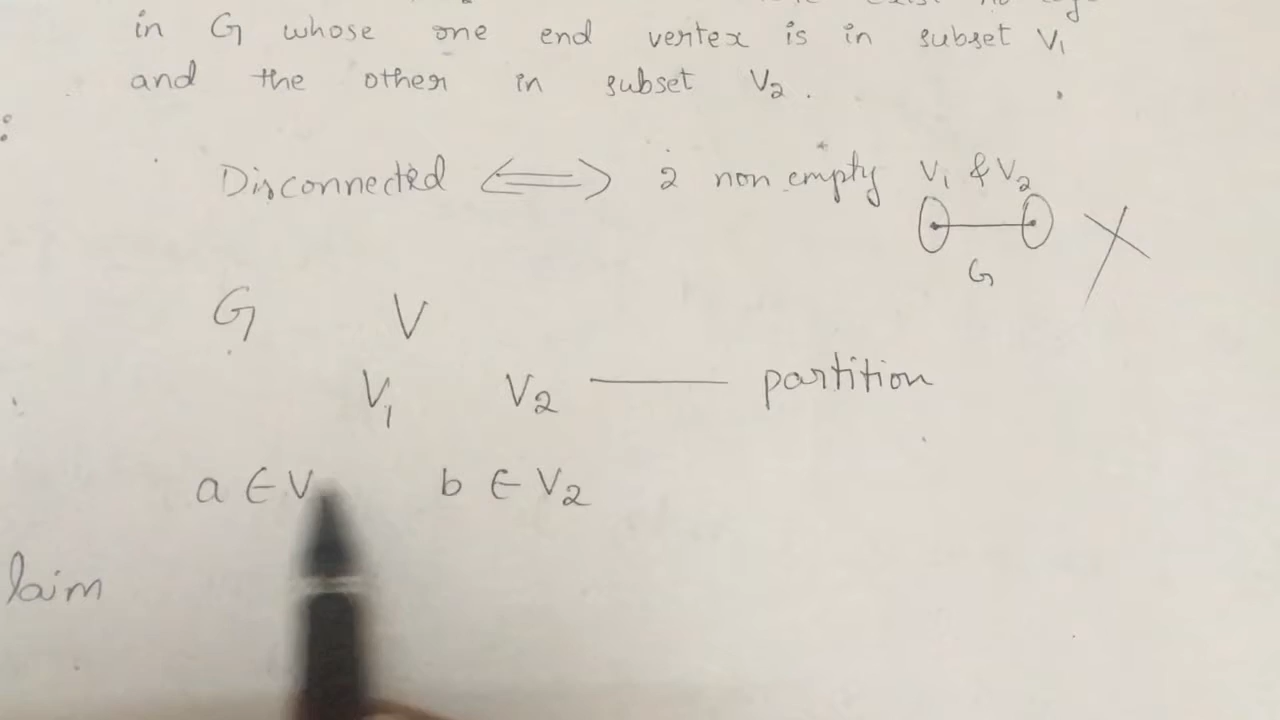 in G whose one end vertex is in subset V₁
and the other in subset V₂ .
:
Disconnected ⟺ 2 non empty V₁ & V₂
G
G V
V₁ V₂ — partition
a ∈ V b ∈ V₂
laim